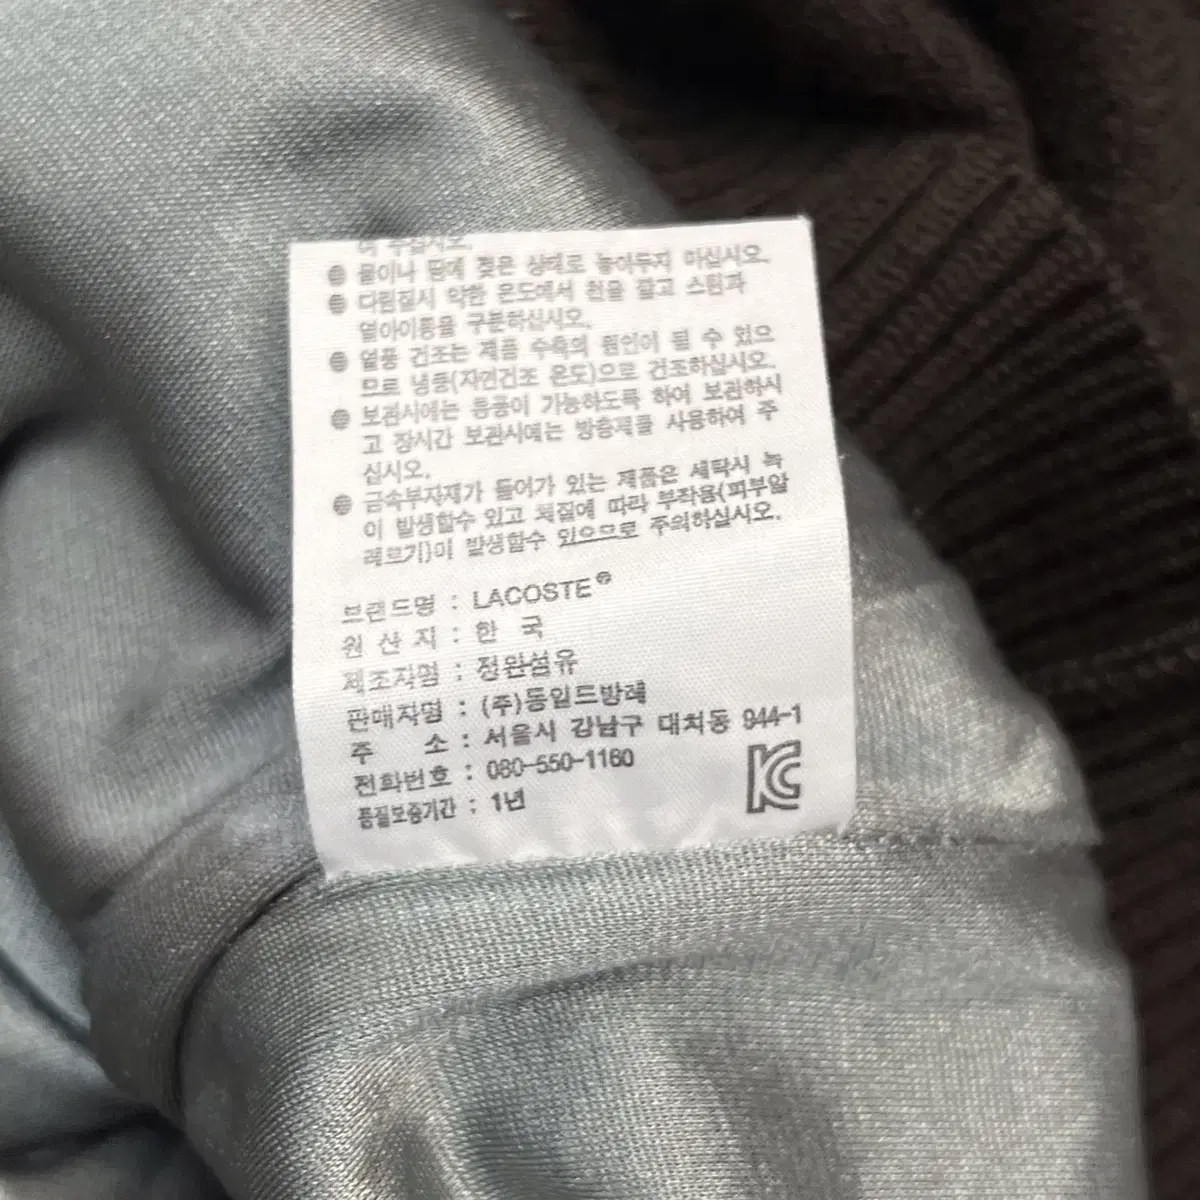 여 주십시오.
● 물이나 땀에 젖은 상태로 놓아두지 마십시오.
● 다림질시 약한 온도에서 천을 깔고 스팀과
열아이롱을 구분하십시오.
● 열풍 건조는 제품 수축의 원인이 될 수 있으
므로 냉풍(자연건조 온도)으로 건조하십시오.
● 보관시에는 통풍이 가능하도록 하여 보관하시
고 장시간 보관시에는 방충제를 사용하여 주
십시오.
● 금속부자재가 들어가 있는 제품은 세탁시 녹
이 발생할수 있고 체질에 따라 부작용(피부알
레르기)이 발생할수 있으므로 주의하십시오.
브랜드명 : LACOSTE®
원 산 지 : 한 국
제조자명 : 정완섬유
판매자명 : (주)동일드방레
주 소 : 서울시 강남구 대치동 944-1
전화번호 : 080-550-1160
품질보증기간 : 1년
KC